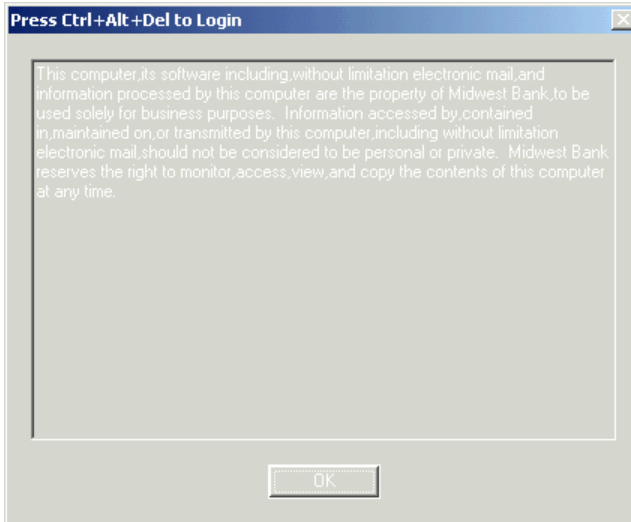 Press Ctrl+Alt+Del to Login
This computer,its software including,without limitation electronic mail,and
information processed by this computer are the property of Midwest Bank,to be
used solely for business purposes.  Information accessed by,contained
in,maintained on,or transmitted by this computer,including without limitation
electronic mail,should not be considered to be personal or private.  Midwest Bank
reserves the right to monitor,access,view,and copy the contents of this computer
at any time.
OK